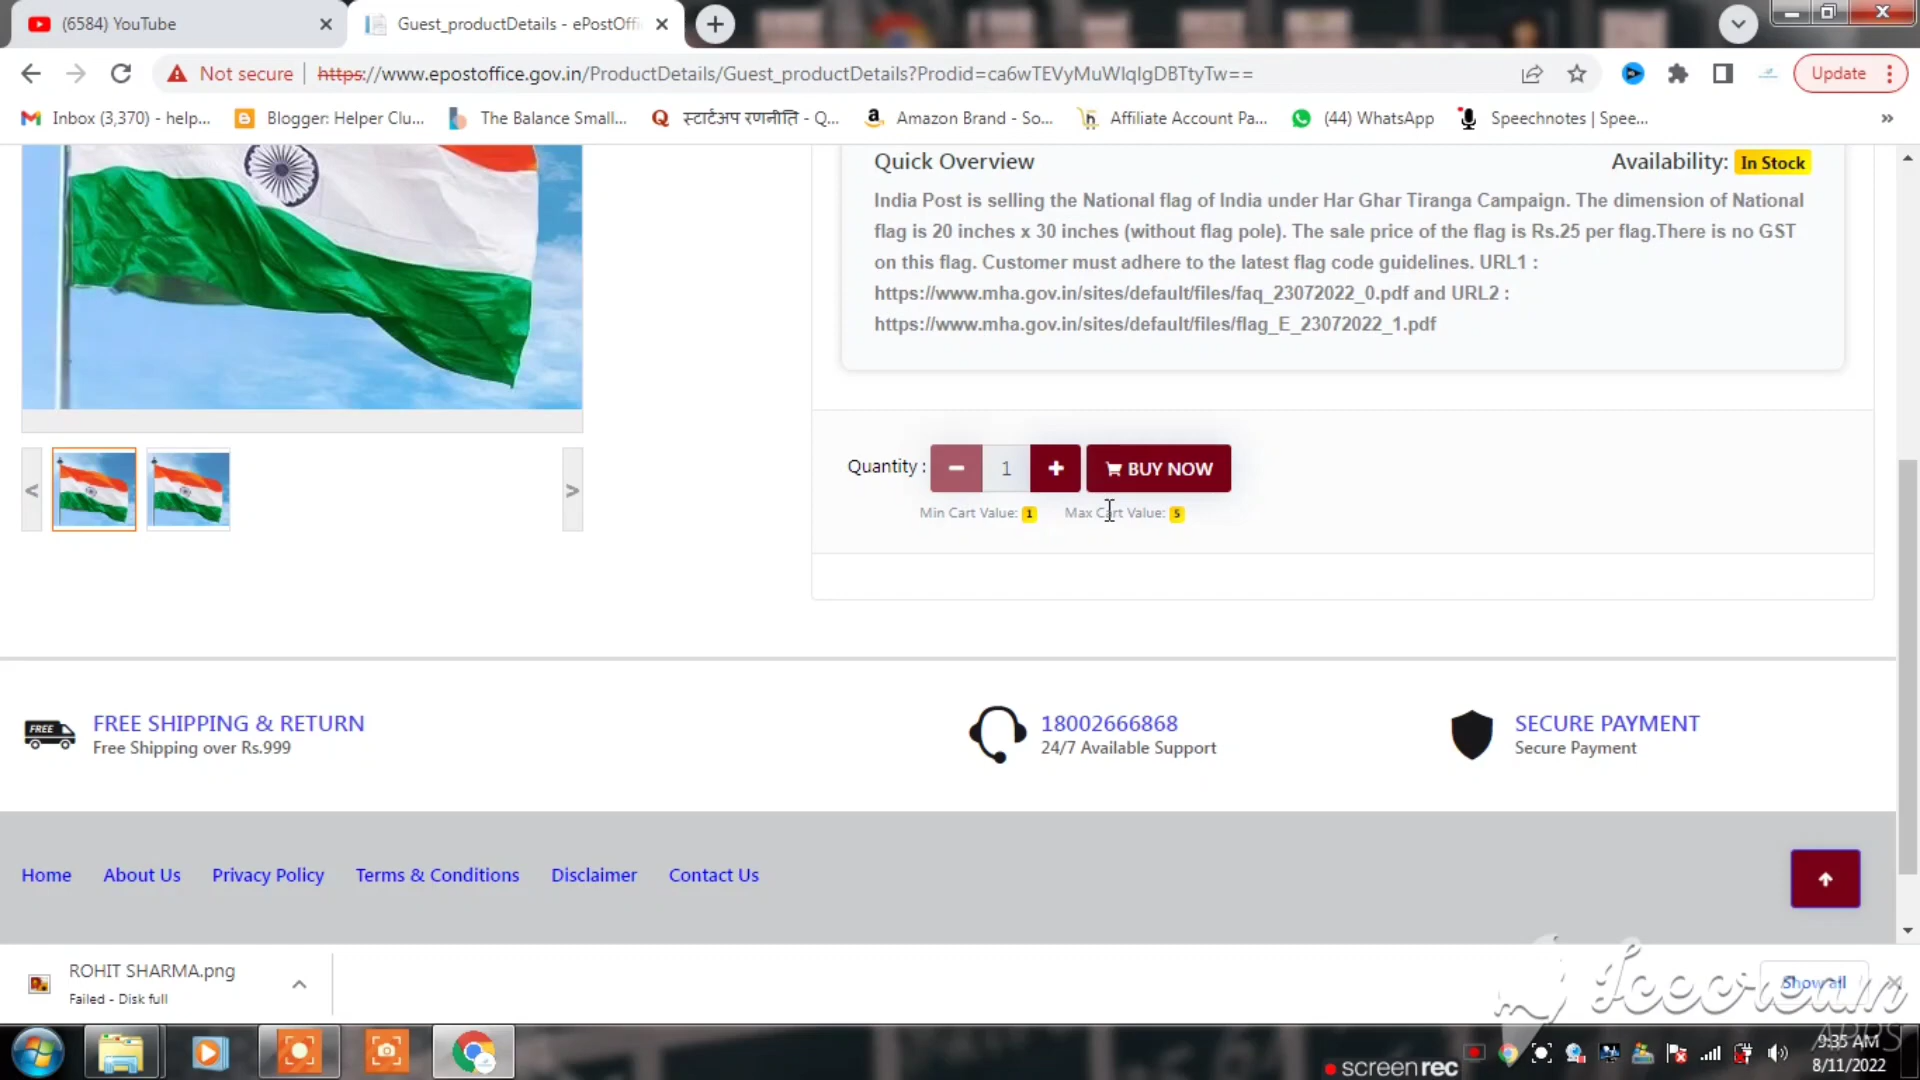 (6584) YouTube
Guest_productDetails - ePostOffi
Not secure
https://www.epostoffice.gov.in/ProductDetails/Guest_productDetails?Prodid=ca6wTEVyMuWIqIgDBTtyTw==
Update
Inbox (3,370) - help...
Blogger: Helper Clu...
The Balance Small...
स्टार्टअप रणनीति - Q...
Amazon Brand - So...
Affiliate Account Pa...
(44) WhatsApp
Speechnotes | Spee...
»
Quick Overview
Availability: In Stock
India Post is selling the National flag of India under Har Ghar Tiranga Campaign. The dimension of National
flag is 20 inches x 30 inches (without flag pole). The sale price of the flag is Rs.25 per flag.There is no GST
on this flag. Customer must adhere to the latest flag code guidelines. URL1 :
https://www.mha.gov.in/sites/default/files/faq_23072022_0.pdf and URL2 :
https://www.mha.gov.in/sites/default/files/flag_E_23072022_1.pdf
< >
Quantity : − 1 + BUY NOW
Min Cart Value: 1 Max Cart Value: 5
FREE
FREE SHIPPING & RETURN
Free Shipping over Rs.999
18002666868
24/7 Available Support
SECURE PAYMENT
Secure Payment
Home About Us Privacy Policy Terms & Conditions Disclaimer Contact Us
ROHIT SHARMA.png
Failed - Disk full
Show all
Icecream
APPS
screenrec
9:35 AM
8/11/2022